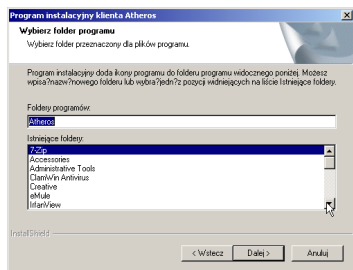 Program instalacyjny klienta Atheros
Wybierz folder programu
Wybierz folder przeznaczony dla plików programu.
Program instalacyjny doda ikony programu do folderu programu widocznego poniżej. Możesz
wpisa?nazw?nowego folderu lub wybra?jedn?z pozycji widniejących na liście Istniejące foldery.
Foldery programów:
Atheros
Istniejące foldery:
7-Zip
Accessories
Administrative Tools
ClamWin Antivirus
Creative
eMule
IrfanView
InstallShield
< Wstecz Dalej > Anuluj